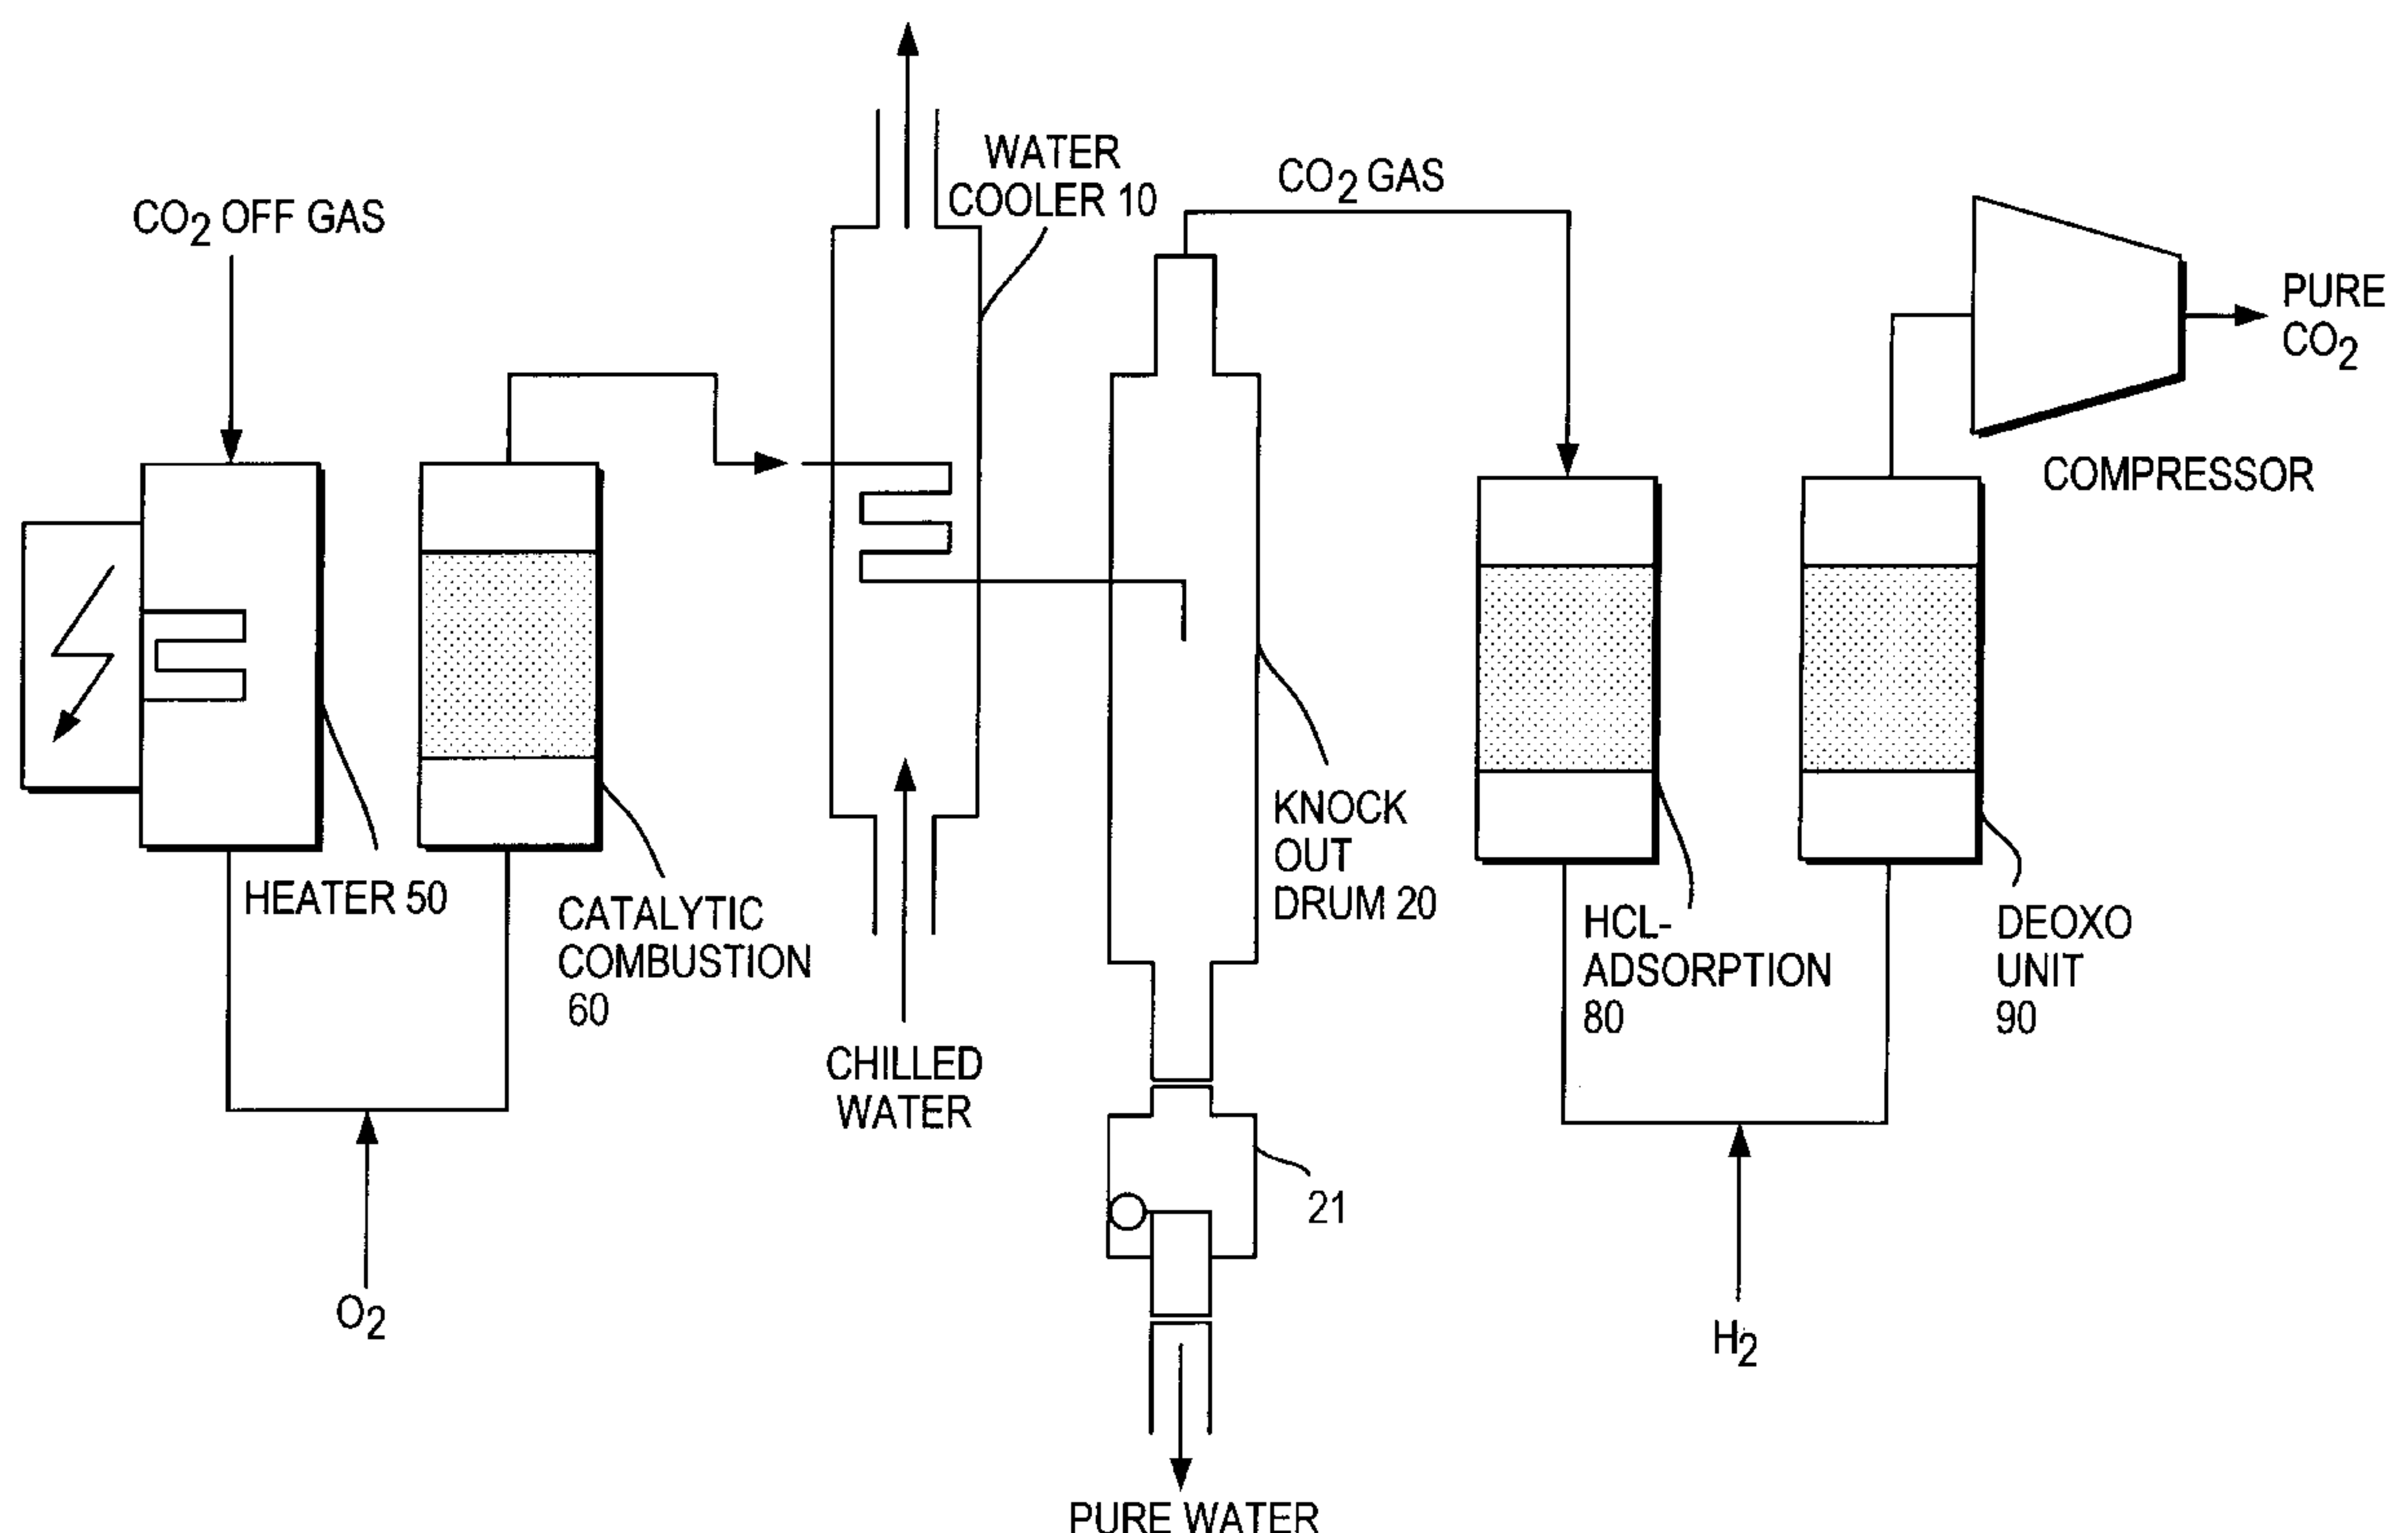 CO2 OFF GAS
WATER
COOLER 10
CO2 GAS
PURE
CO2
COMPRESSOR
HEATER 50
CATALYTIC
COMBUSTION
60
KNOCK
OUT
DRUM 20
HCL-
ADSORPTION
80
DEOXO
UNIT
90
CHILLED
WATER
21
O2
H2
PURE WATER